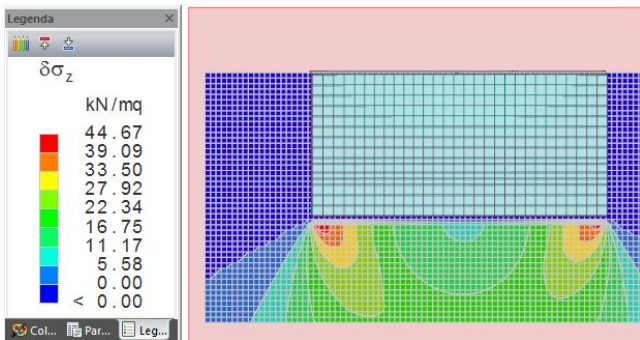 Legenda
δσz
kN/mq
44.67
39.09
33.50
27.92
22.34
16.75
11.17
5.58
0.00
< 0.00
Col... Par... Leg...